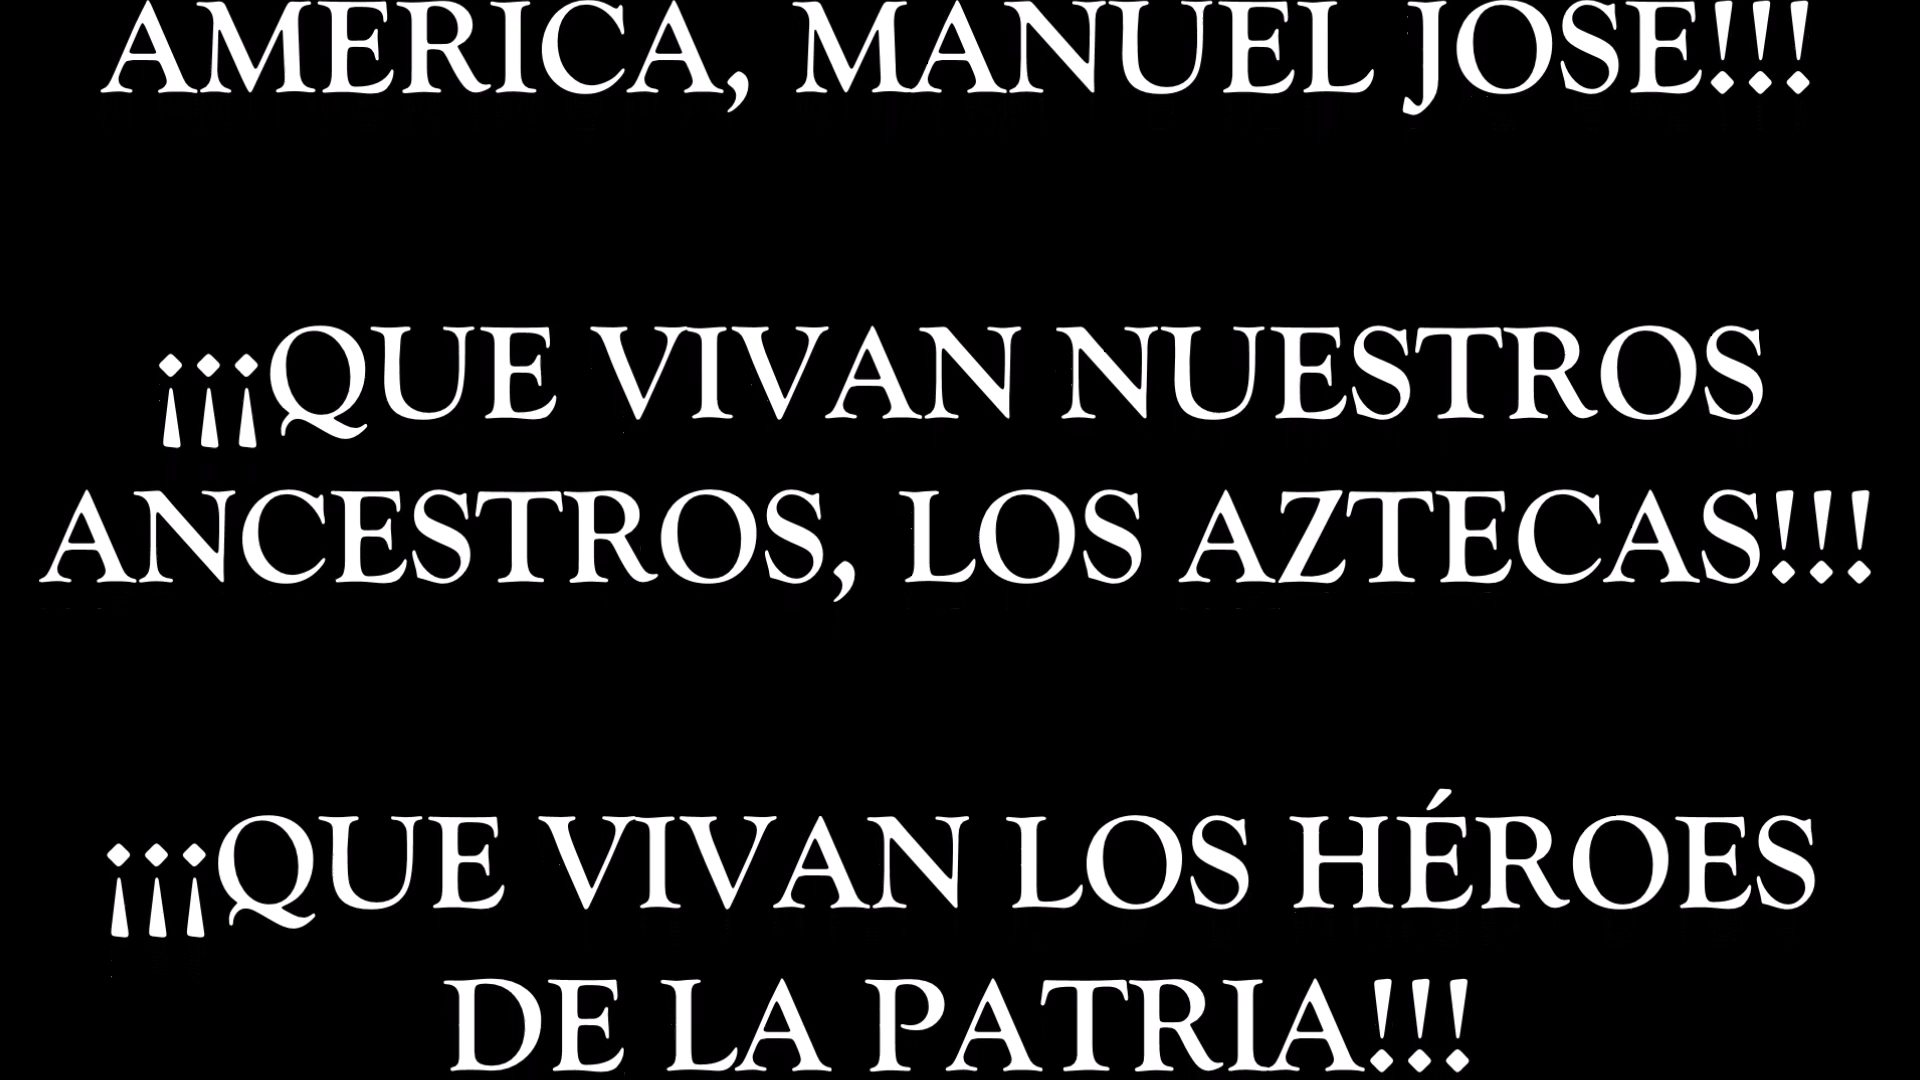 AMERICA, MANUEL JOSE!!!
¡¡¡QUE VIVAN NUESTROS
ANCESTROS, LOS AZTECAS!!!
¡¡¡QUE VIVAN LOS HÉROES
DE LA PATRIA!!!